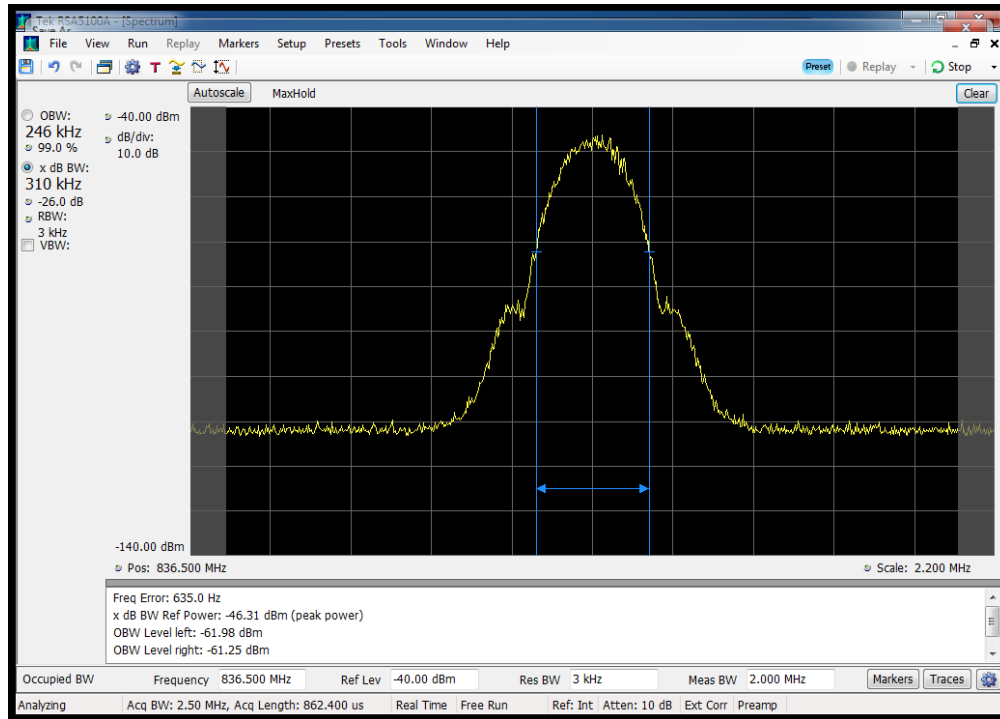 Tek RSA5100A - [Spectrum]
Save As
File View Run Replay Markers Setup Presets Tools Window Help
T Preset Replay Stop
Autoscale MaxHold Clear
OBW:
246 kHz
99.0 %
x dB BW:
310 kHz
-26.0 dB
RBW:
3 kHz
VBW:
-40.00 dBm
dB/div:
10.0 dB
-140.00 dBm
Pos: 836.500 MHz Scale: 2.200 MHz
Freq Error: 635.0 Hz
x dB BW Ref Power: -46.31 dBm (peak power)
OBW Level left: -61.98 dBm
OBW Level right: -61.25 dBm
Occupied BW Frequency 836.500 MHz Ref Lev -40.00 dBm Res BW 3 kHz Meas BW 2.000 MHz Markers Traces
Analyzing Acq BW: 2.50 MHz, Acq Length: 862.400 us Real Time Free Run Ref: Int Atten: 10 dB Ext Corr Preamp